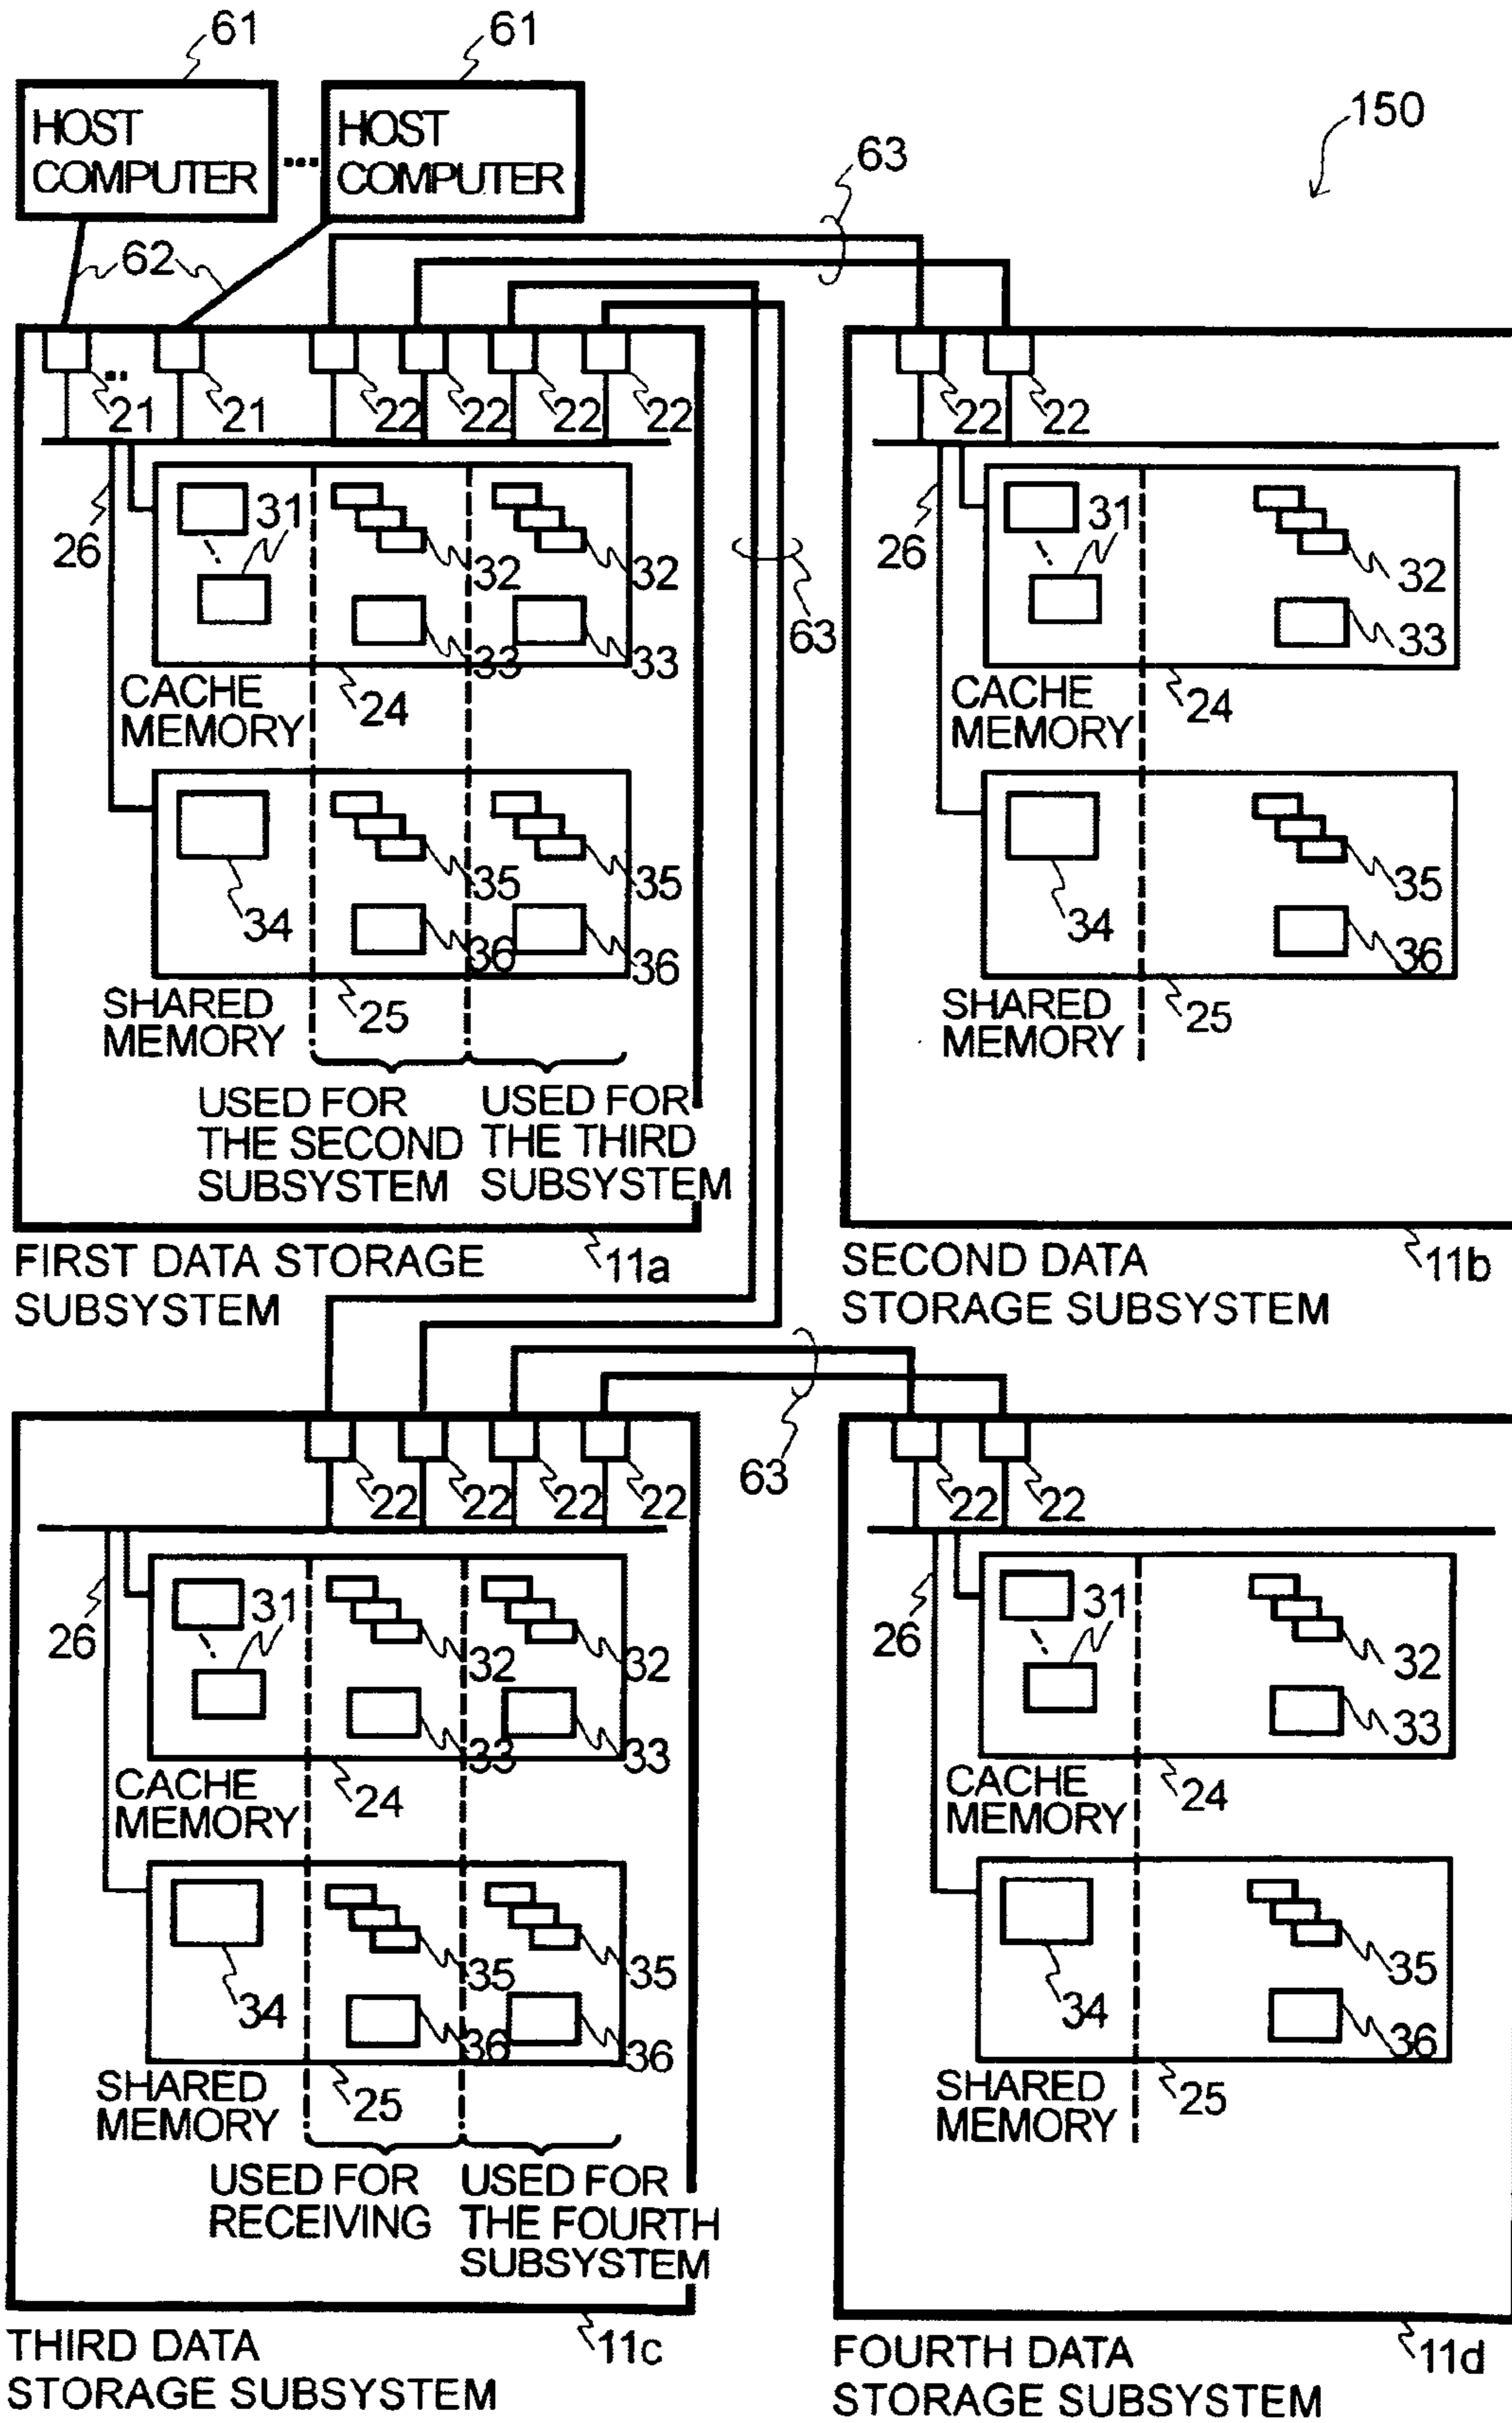 61
61
150
HOST
COMPUTER
...
HOST
COMPUTER
63
62
21
21
22
22
22
22
22
22
26
31
32
32
33
33
24
CACHE
MEMORY
63
26
31
32
33
24
CACHE
MEMORY
34
35
35
36
36
25
SHARED
MEMORY
34
35
36
25
SHARED
MEMORY
USED FOR
THE SECOND
SUBSYSTEM
USED FOR
THE THIRD
SUBSYSTEM
FIRST DATA STORAGE
SUBSYSTEM
11a
SECOND DATA
STORAGE SUBSYSTEM
11b
63
22
22
22
22
22
22
26
31
32
32
33
33
24
CACHE
MEMORY
26
31
32
33
24
CACHE
MEMORY
34
35
35
36
36
25
SHARED
MEMORY
34
35
36
25
SHARED
MEMORY
USED FOR
RECEIVING
USED FOR
THE FOURTH
SUBSYSTEM
THIRD DATA
STORAGE SUBSYSTEM
11c
FOURTH DATA
STORAGE SUBSYSTEM
11d